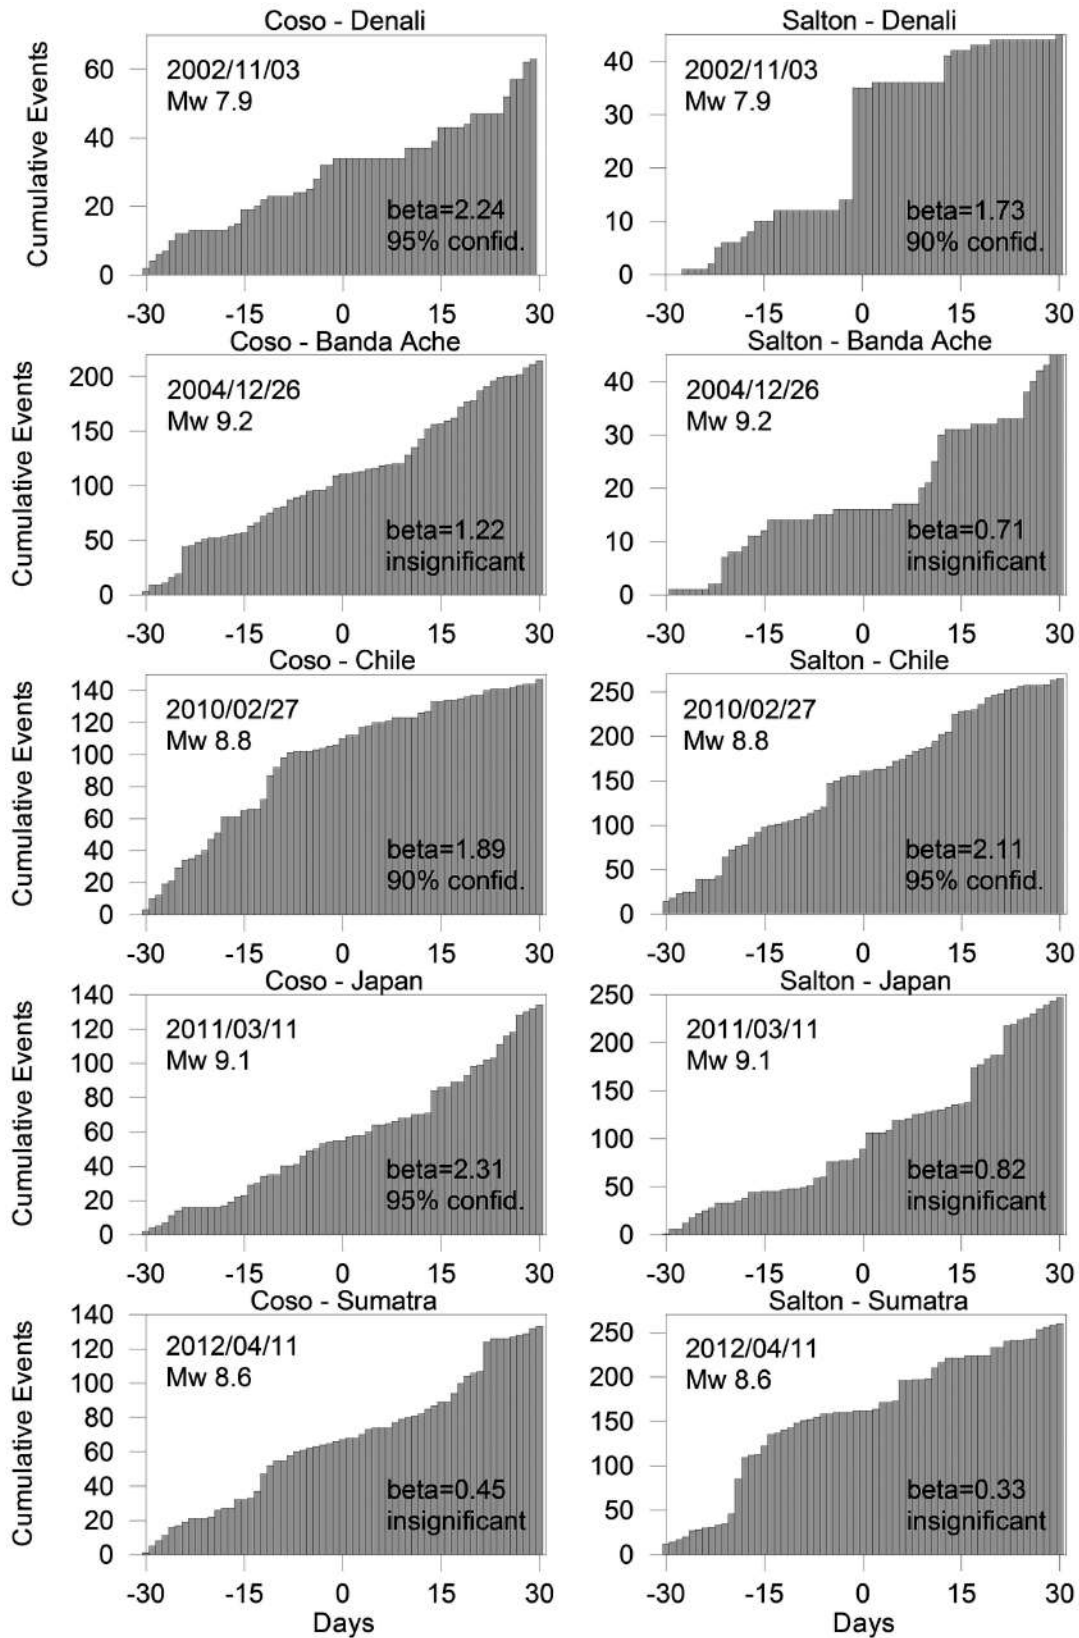 Coso - Denali
Cumulative Events
60
40
20
0
2002/11/03
Mw 7.9
beta=2.24
95% confid.
-30 -15 0 15 30
Salton - Denali
40
30
20
10
0
2002/11/03
Mw 7.9
beta=1.73
90% confid.
-30 -15 0 15 30
Coso - Banda Ache
Cumulative Events
200
150
100
50
0
2004/12/26
Mw 9.2
beta=1.22
insignificant
-30 -15 0 15 30
Salton - Banda Ache
40
30
20
10
0
2004/12/26
Mw 9.2
beta=0.71
insignificant
-30 -15 0 15 30
Coso - Chile
Cumulative Events
140
120
100
80
60
40
20
0
2010/02/27
Mw 8.8
beta=1.89
90% confid.
-30 -15 0 15 30
Salton - Chile
250
200
150
100
50
0
2010/02/27
Mw 8.8
beta=2.11
95% confid.
-30 -15 0 15 30
Coso - Japan
Cumulative Events
140
120
100
80
60
40
20
0
2011/03/11
Mw 9.1
beta=2.31
95% confid.
-30 -15 0 15 30
Salton - Japan
250
200
150
100
50
0
2011/03/11
Mw 9.1
beta=0.82
insignificant
-30 -15 0 15 30
Coso - Sumatra
Cumulative Events
140
120
100
80
60
40
20
0
2012/04/11
Mw 8.6
beta=0.45
insignificant
-30 -15 0 15 30
Days
Salton - Sumatra
250
200
150
100
50
0
2012/04/11
Mw 8.6
beta=0.33
insignificant
-30 -15 0 15 30
Days